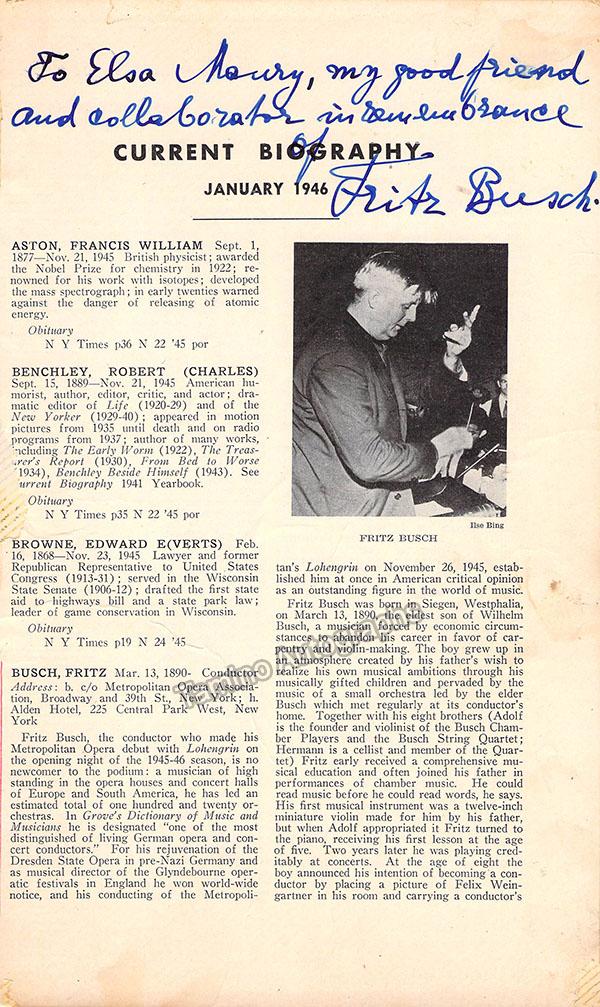 To Elsa Maury, my good friend
and collaborator in remembrance
of
Fritz Busch.
CURRENT BIOGRAPHY
JANUARY 1946
ASTON, FRANCIS WILLIAM Sept. 1,
1877—Nov. 21, 1945 British physicist; awarded
the Nobel Prize for chemistry in 1922; re-
nowned for his work with isotopes; developed
the mass spectrograph; in early twenties warned
against the danger of releasing of atomic
energy.
Obituary
N Y Times p36 N 22 '45 por
BENCHLEY, ROBERT (CHARLES)
Sept. 15, 1889—Nov. 21, 1945 American hu-
morist, author, editor, critic, and actor; dra-
matic editor of Life (1920-29) and of the
New Yorker (1929-40); appeared in motion
pictures from 1935 until death and on radio
programs from 1937; author of many works,
including The Early Worm (1922), The Treas-
urer's Report (1930), From Bed to Worse
(1934), Benchley Beside Himself (1943). See
Current Biography 1941 Yearbook.
Obituary
N Y Times p35 N 22 '45 por
BROWNE, EDWARD E(VERTS) Feb.
16, 1868—Nov. 23, 1945 Lawyer and former
Republican Representative to United States
Congress (1913-31); served in the Wisconsin
State Senate (1906-12); drafted the first state
aid to highways bill and a state park law;
leader of game conservation in Wisconsin.
Obituary
N Y Times p19 N 24 '45
BUSCH, FRITZ Mar. 13, 1890- Conductor
Address: b. c/o Metropolitan Opera Associa-
tion, Broadway and 39th St., New York; h.
Alden Hotel, 225 Central Park West, New
York
Fritz Busch, the conductor who made his
Metropolitan Opera debut with Lohengrin on
the opening night of the 1945-46 season, is no
newcomer to the podium: a musician of high
standing in the opera houses and concert halls
of Europe and South America, he has led an
estimated total of one hundred and twenty or-
chestras. In Grove's Dictionary of Music and
Musicians he is designated "one of the most
distinguished of living German opera and con-
cert conductors." For his rejuvenation of the
Dresden State Opera in pre-Nazi Germany and
as musical director of the Glyndebourne oper-
atic festivals in England he won world-wide
notice, and his conducting of the Metropoli-
Ilse Bing
FRITZ BUSCH
tan's Lohengrin on November 26, 1945, estab-
lished him at once in American critical opinion
as an outstanding figure in the world of music.
Fritz Busch was born in Siegen, Westphalia,
on March 13, 1890, the eldest son of Wilhelm
Busch, a musician forced by economic circum-
stances to abandon his career in favor of car-
pentry and violin-making. The boy grew up in
an atmosphere created by his father's wish to
realize his own musical ambitions through his
musically gifted children and pervaded by the
music of a small orchestra led by the elder
Busch which met regularly at its conductor's
home. Together with his eight brothers (Adolf
is the founder and violinist of the Busch Cham-
ber Players and the Busch String Quartet;
Hermann is a cellist and member of the Quar-
tet) Fritz early received a comprehensive mu-
sical education and often joined his father in
performances of chamber music. He could
read music before he could read words, he says.
His first musical instrument was a twelve-inch
miniature violin made for him by his father,
but when Adolf appropriated it Fritz turned to
the piano, receiving his first lesson at the age
of five. Two years later he was playing cred-
itably at concerts. At the age of eight the
boy announced his intention of becoming a con-
ductor by placing a picture of Felix Wein-
gartner in his room and carrying a conductor's
Tamino Autographs